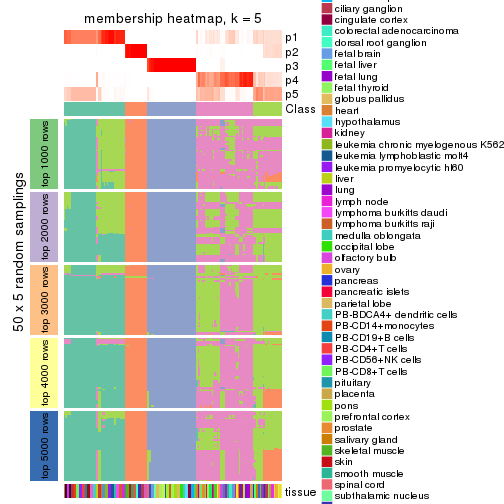 membership heatmap, k = 5
p1
p2
p3
p4
p5
Class
50 x 5 random samplings
top 1000 rows
top 2000 rows
top 3000 rows
top 4000 rows
top 5000 rows
tissue
ciliary ganglion
cingulate cortex
colorectal adenocarcinoma
dorsal root ganglion
fetal brain
fetal liver
fetal lung
fetal thyroid
globus pallidus
heart
hypothalamus
kidney
leukemia chronic myelogenous K562
leukemia lymphoblastic molt4
leukemia promyelocytic hl60
liver
lung
lymph node
lymphoma burkitts daudi
lymphoma burkitts raji
medulla oblongata
occipital lobe
olfactory bulb
ovary
pancreas
pancreatic islets
parietal lobe
PB-BDCA4+ dendritic cells
PB-CD14+monocytes
PB-CD19+B cells
PB-CD4+T cells
PB-CD56+NK cells
PB-CD8+T cells
pituitary
placenta
pons
prefrontal cortex
prostate
salivary gland
skeletal muscle
skin
smooth muscle
spinal cord
subthalamic nucleus